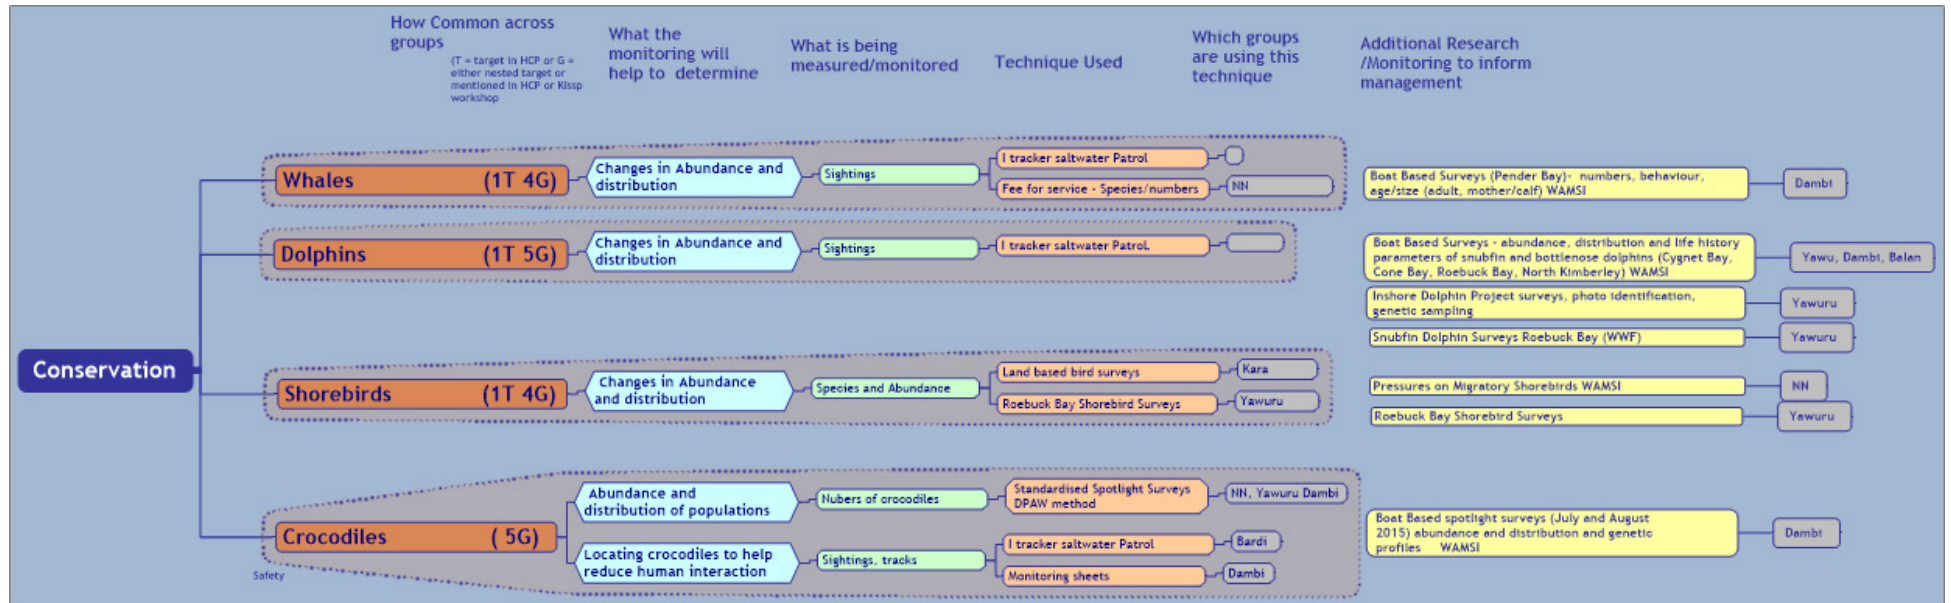 How Common across
groups
(T = target in HCP or G =
either nested target or
mentioned in HCP or KIssp
workshop
What the
monitoring will
help to determine
What is being
measured/monitored
Technique Used
Which groups
are using this
technique
Additional Research
/Monitoring to inform
management
Conservation
Whales (1T 4G)
Changes in Abundance and
distribution
Sightings
I tracker saltwater Patrol
Fee for service - Species/numbers
NN
Boat Based Surveys (Pender Bay)- numbers, behaviour,
age/size (adult, mother/calf) WAMSI
Dambi
Dolphins (1T 5G)
Changes in Abundance and
distribution
Sightings
I tracker saltwater PatroL
Boat Based Surveys - abundance, distribution and life history
parameters of snubfin and bottlenose dolphins (Cygnet Bay,
Cone Bay, Roebuck Bay, North Kimberley) WAMSI
Yawu, Dambi, Balan
Inshore Dolphin Project surveys, photo identification,
genetic sampling
Yawuru
Snubfin Dolphin Surveys Roebuck Bay (WWF)
Yawuru
Shorebirds (1T 4G)
Changes in Abundance
and distribution
Species and Abundance
Land based bird surveys
Kara
Roebuck Bay Shorebird Surveys
Yawuru
Pressures on Migratory Shorebirds WAMSI
NN
Roebuck Bay Shorebird Surveys
Yawuru
Crocodiles ( 5G)
Safety
Abundance and
distribution of populations
Nubers of crocodiles
Standardised Spotlight Surveys
DPAW method
NN, Yawuru Dambi
Locating crocodiles to help
reduce human interaction
Sightings, tracks
I tracker saltwater Patrol
Bardi
Monitoring sheets
Dambi
Boat Based spotlight surveys (July and August
2015) abundance and distribution and genetic
profiles WAMSI
Dambi